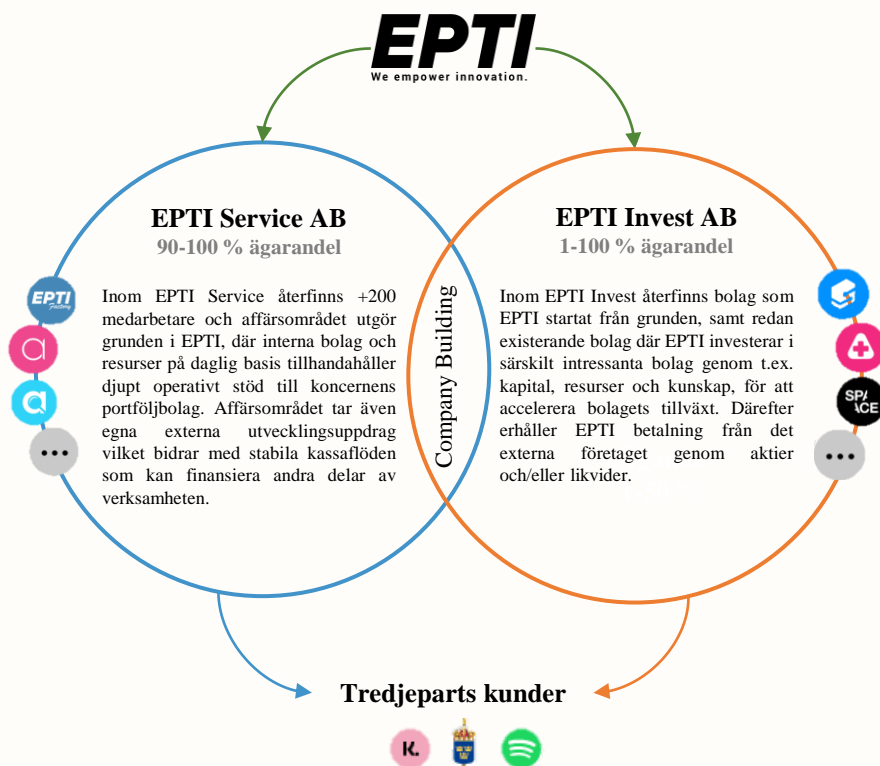 EPTI
We empower innovation.
EPTI Service AB
90-100 % ägarandel
EPTI
Factory
Inom EPTI Service återfinns +200
medarbetare och affärsområdet utgör
grunden i EPTI, där interna bolag och
resurser på daglig basis tillhandahåller
djupt operativt stöd till koncernens
portföljbolag. Affärsområdet tar även
egna externa utvecklingsuppdrag
vilket bidrar med stabila kassaflöden
som kan finansiera andra delar av
verksamheten.
Company Building
EPTI Invest AB
1-100 % ägarandel
Inom EPTI Invest återfinns bolag som
EPTI startat från grunden, samt redan
existerande bolag där EPTI investerar i
särskilt intressanta bolag genom t.ex.
kapital, resurser och kunskap, för att
accelerera bolagets tillväxt. Därefter
erhåller EPTI betalning från det
externa företaget genom aktier
och/eller likvider.
SPA
ACE
Tredjeparts kunder
K.